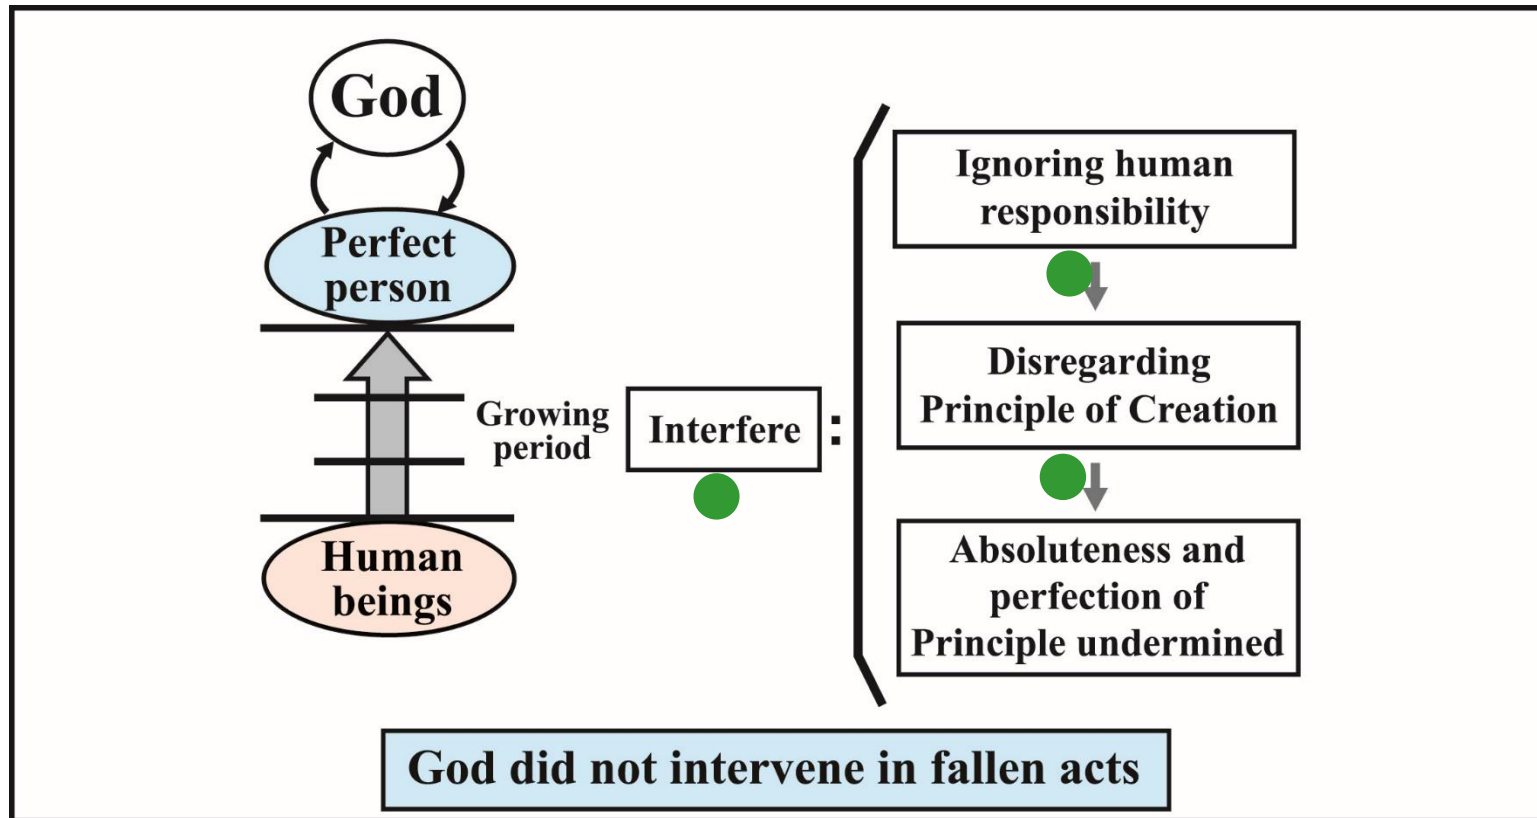 God
Perfect
person
Growing
period
Human
beings
Interfere
:
Ignoring human
responsibility
Disregarding
Principle of Creation
Absoluteness and
perfection of
Principle undermined
God did not intervene in fallen acts